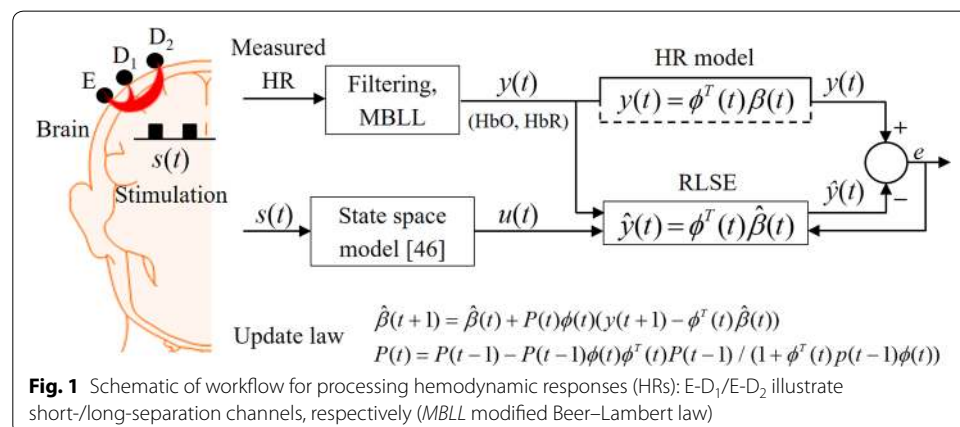 E
D₁
D₂
Brain
s(t)
Stimulation
Measured
HR
Filtering,
MBLL
y(t)
(HbO, HbR)
HR model
y(t) = ϕᵀ(t)β(t)
y(t)
+
e
−
s(t)
State space
model [46]
u(t)
RLSE
ŷ(t) = ϕᵀ(t)β̂(t)
ŷ(t)
Update law
β̂(t+1) = β̂(t) + P(t)ϕ(t)(y(t+1) − ϕᵀ(t)β̂(t))
P(t) = P(t−1) − P(t−1)ϕ(t)ϕᵀ(t)P(t−1) / (1+ϕᵀ(t)p(t−1)ϕ(t))
Fig. 1 Schematic of workflow for processing hemodynamic responses (HRs): E-D₁/E-D₂ illustrate
short-/long-separation channels, respectively (MBLL modified Beer–Lambert law)